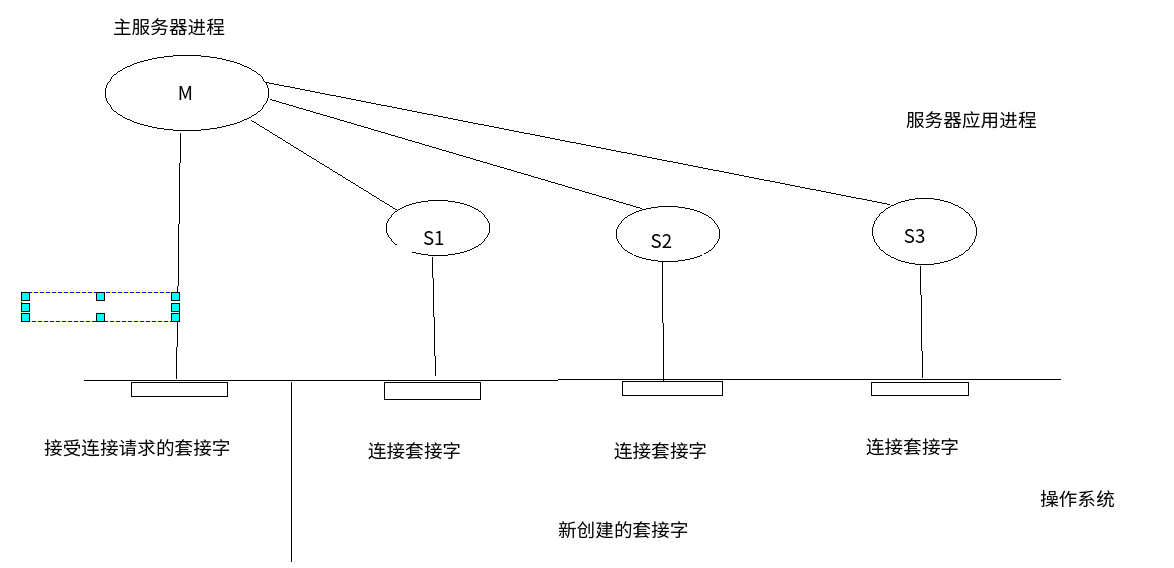 主服务器进程
M
服务器应用进程
S1
S2
S3
接受连接请求的套接字
连接套接字
连接套接字
连接套接字
操作系统
新创建的套接字